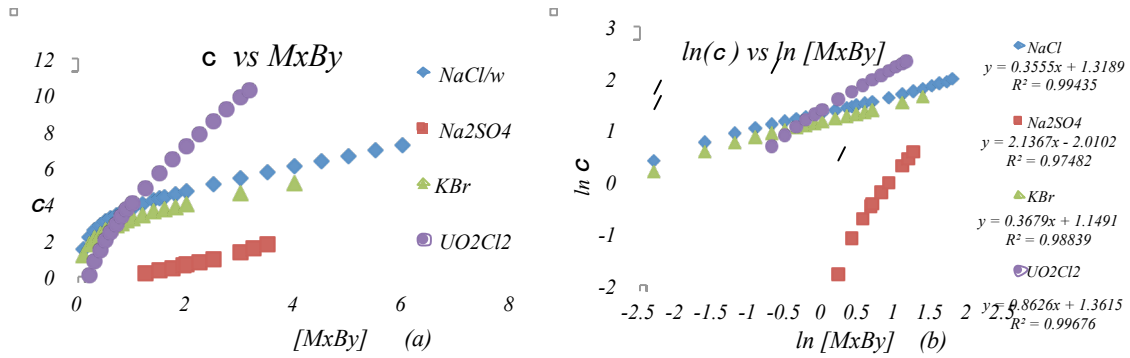 c vs MxBy
12
10
8
6
4
2
0
c
0
2
4
6
8
[MxBy]
(a)
NaCl/w
Na2SO4
KBr
UO2Cl2
ln(c) vs ln [MxBy]
3
2
1
0
-1
-2
ln c
-2.5
-2
-1.5
-1
-0.5
0
0.5
1
1.5
2
2.5
ln [MxBy]
(b)
NaCl
y = 0.3555x + 1.3189
R² = 0.99435
Na2SO4
y = 2.1367x - 2.0102
R² = 0.97482
KBr
y = 0.3679x + 1.1491
R² = 0.98839
UO2Cl2
y = 0.8626x + 1.3615
R² = 0.99676